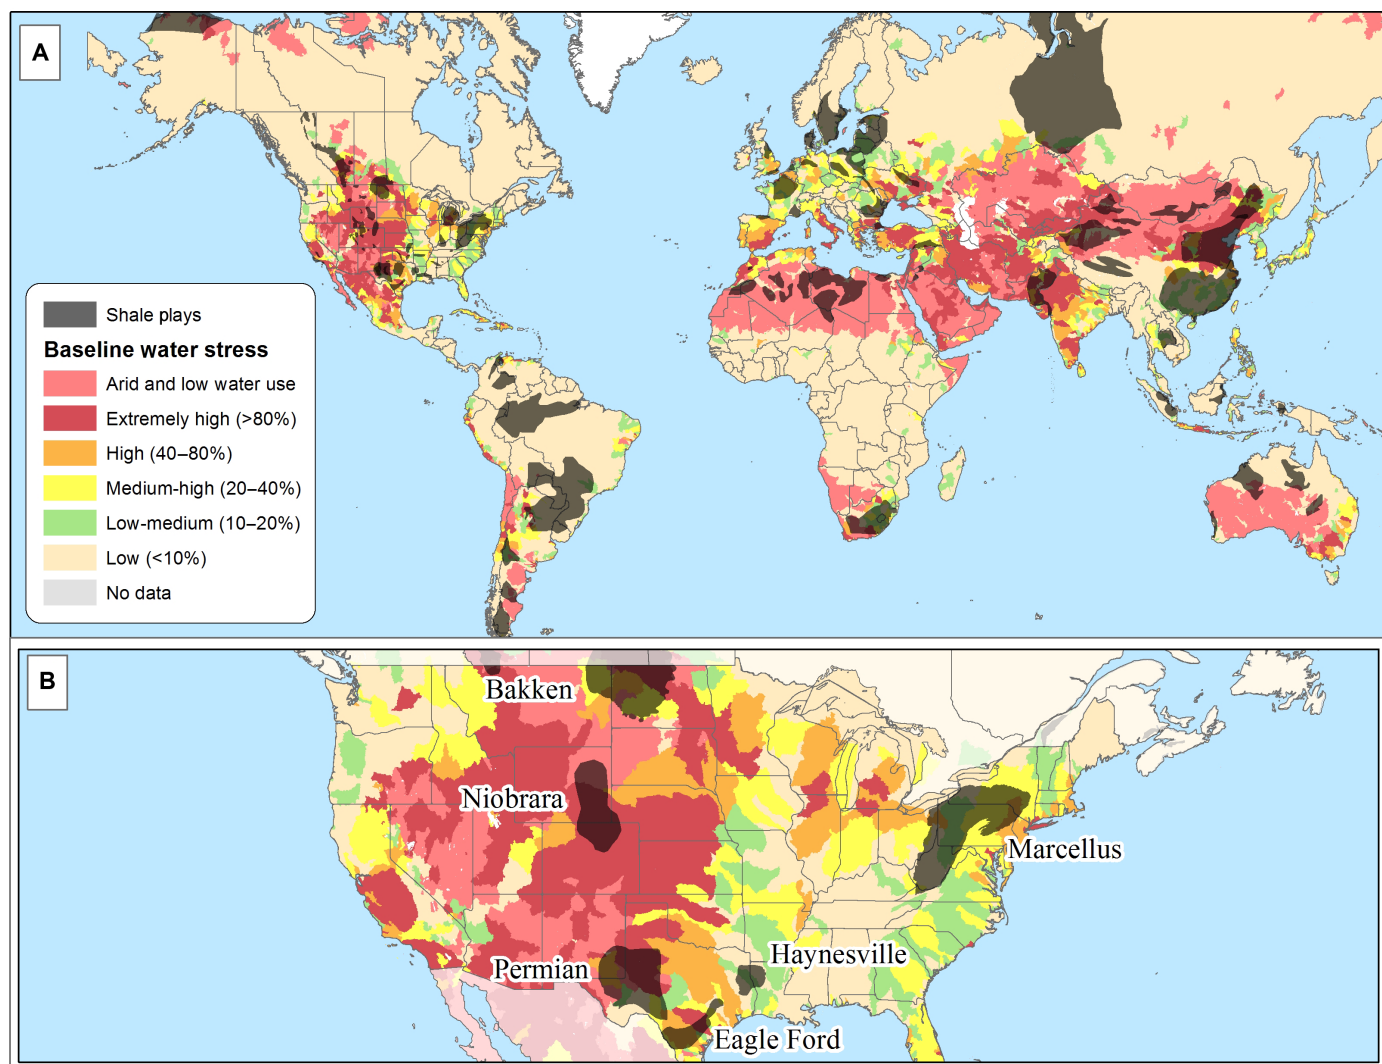 A
Shale plays
Baseline water stress
Arid and low water use
Extremely high (>80%)
High (40–80%)
Medium-high (20–40%)
Low-medium (10–20%)
Low (<10%)
No data
B
Bakken
Niobrara
Marcellus
Haynesville
Permian
Eagle Ford